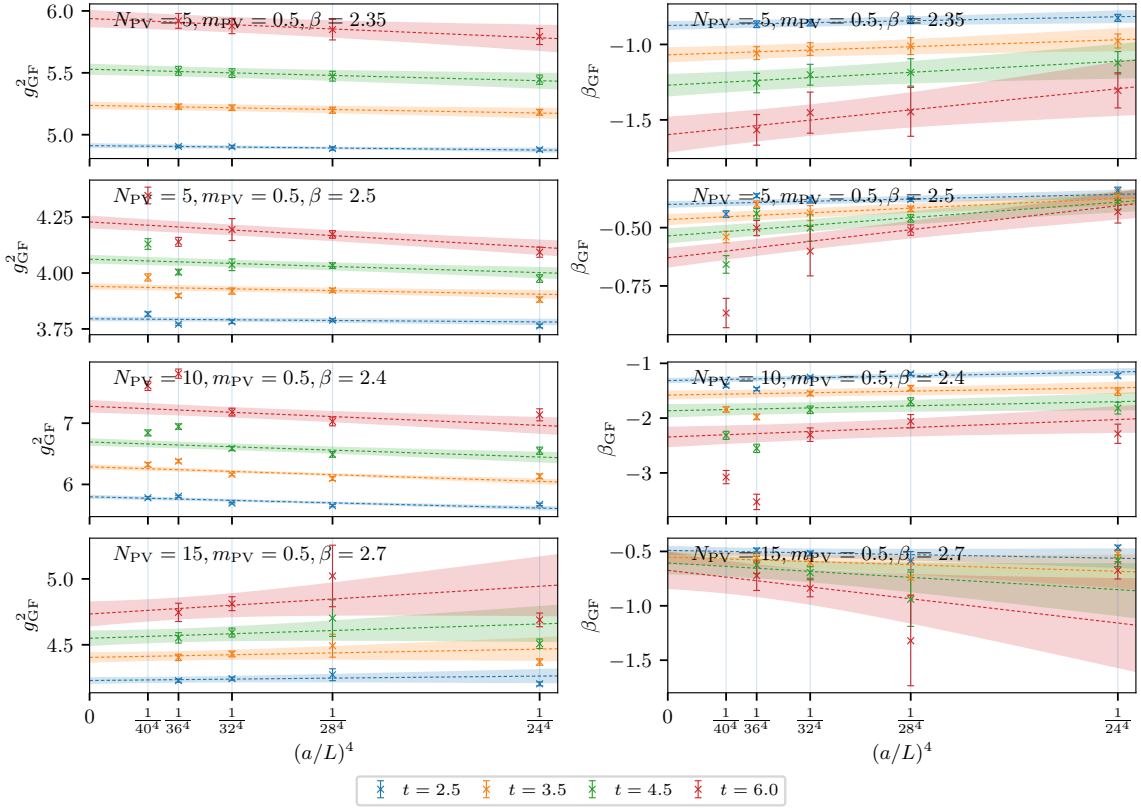 N_PV = 5, m_PV = 0.5, β = 2.35
g²_GF
6.0
5.5
5.0
N_PV = 5, m_PV = 0.5, β = 2.35
β_GF
−1.0
−1.5
N_PV = 5, m_PV = 0.5, β = 2.5
g²_GF
4.25
4.00
3.75
N_PV = 5, m_PV = 0.5, β = 2.5
β_GF
−0.50
−0.75
N_PV = 10, m_PV = 0.5, β = 2.4
g²_GF
7
6
N_PV = 10, m_PV = 0.5, β = 2.4
β_GF
−1
−2
−3
N_PV = 15, m_PV = 0.5, β = 2.7
g²_GF
5.0
4.5
N_PV = 15, m_PV = 0.5, β = 2.7
β_GF
−0.5
−1.0
−1.5
0 1/40⁴ 1/36⁴ 1/32⁴ 1/28⁴ 1/24⁴
(a/L)⁴
0 1/40⁴ 1/36⁴ 1/32⁴ 1/28⁴ 1/24⁴
(a/L)⁴
t = 2.5 t = 3.5 t = 4.5 t = 6.0